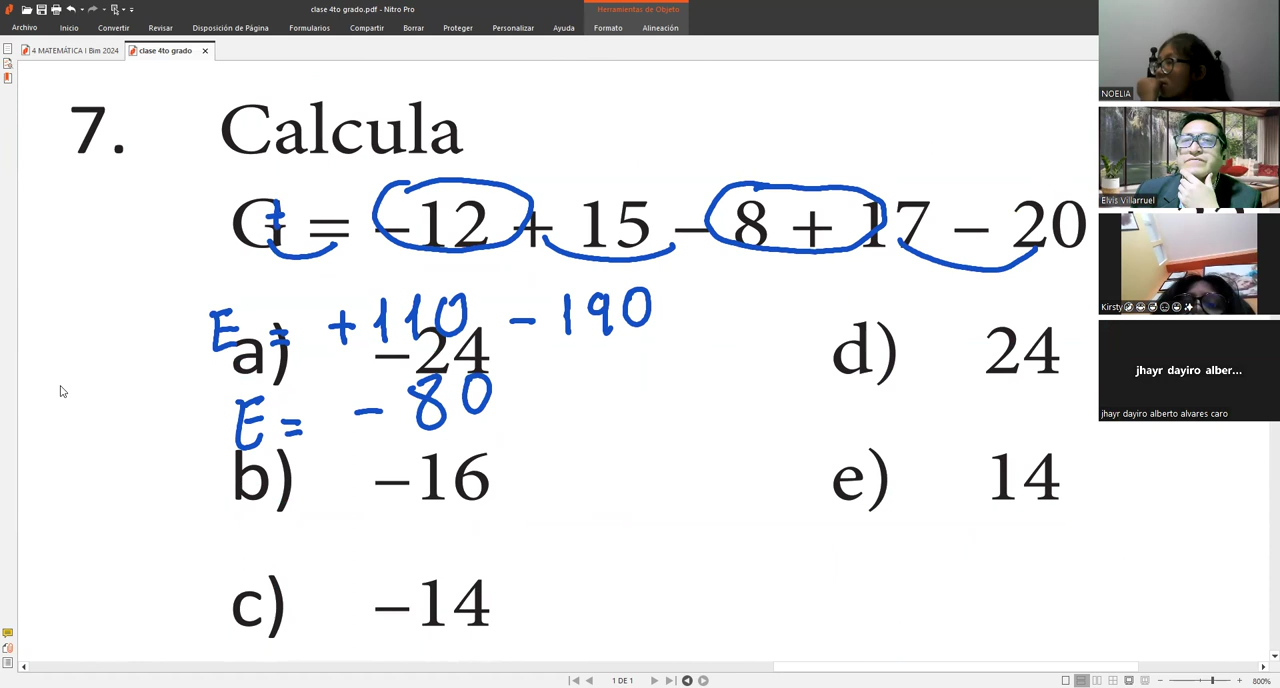 clase 4to grado.pdf - Nitro Pro
Herramientas de Objeto
Archivo Inicio Convertir Revisar Disposición de Página Formularios Compartir Borrar Proteger Personalizar Ayuda Formato Alineación
4 MATEMÁTICA I Bim 2024 clase 4to grado
7. Calcula
G = –12 + 15 – 8 + 17 – 20
E = +110 - 190
a) –24 d) 24
E = - 80
b) –16 e) 14
c) –14
NOELIA
Elvis Villarruel
Kirsty
jhayr dayiro alber...
jhayr dayiro alberto alvares caro
1 DE 1
800%